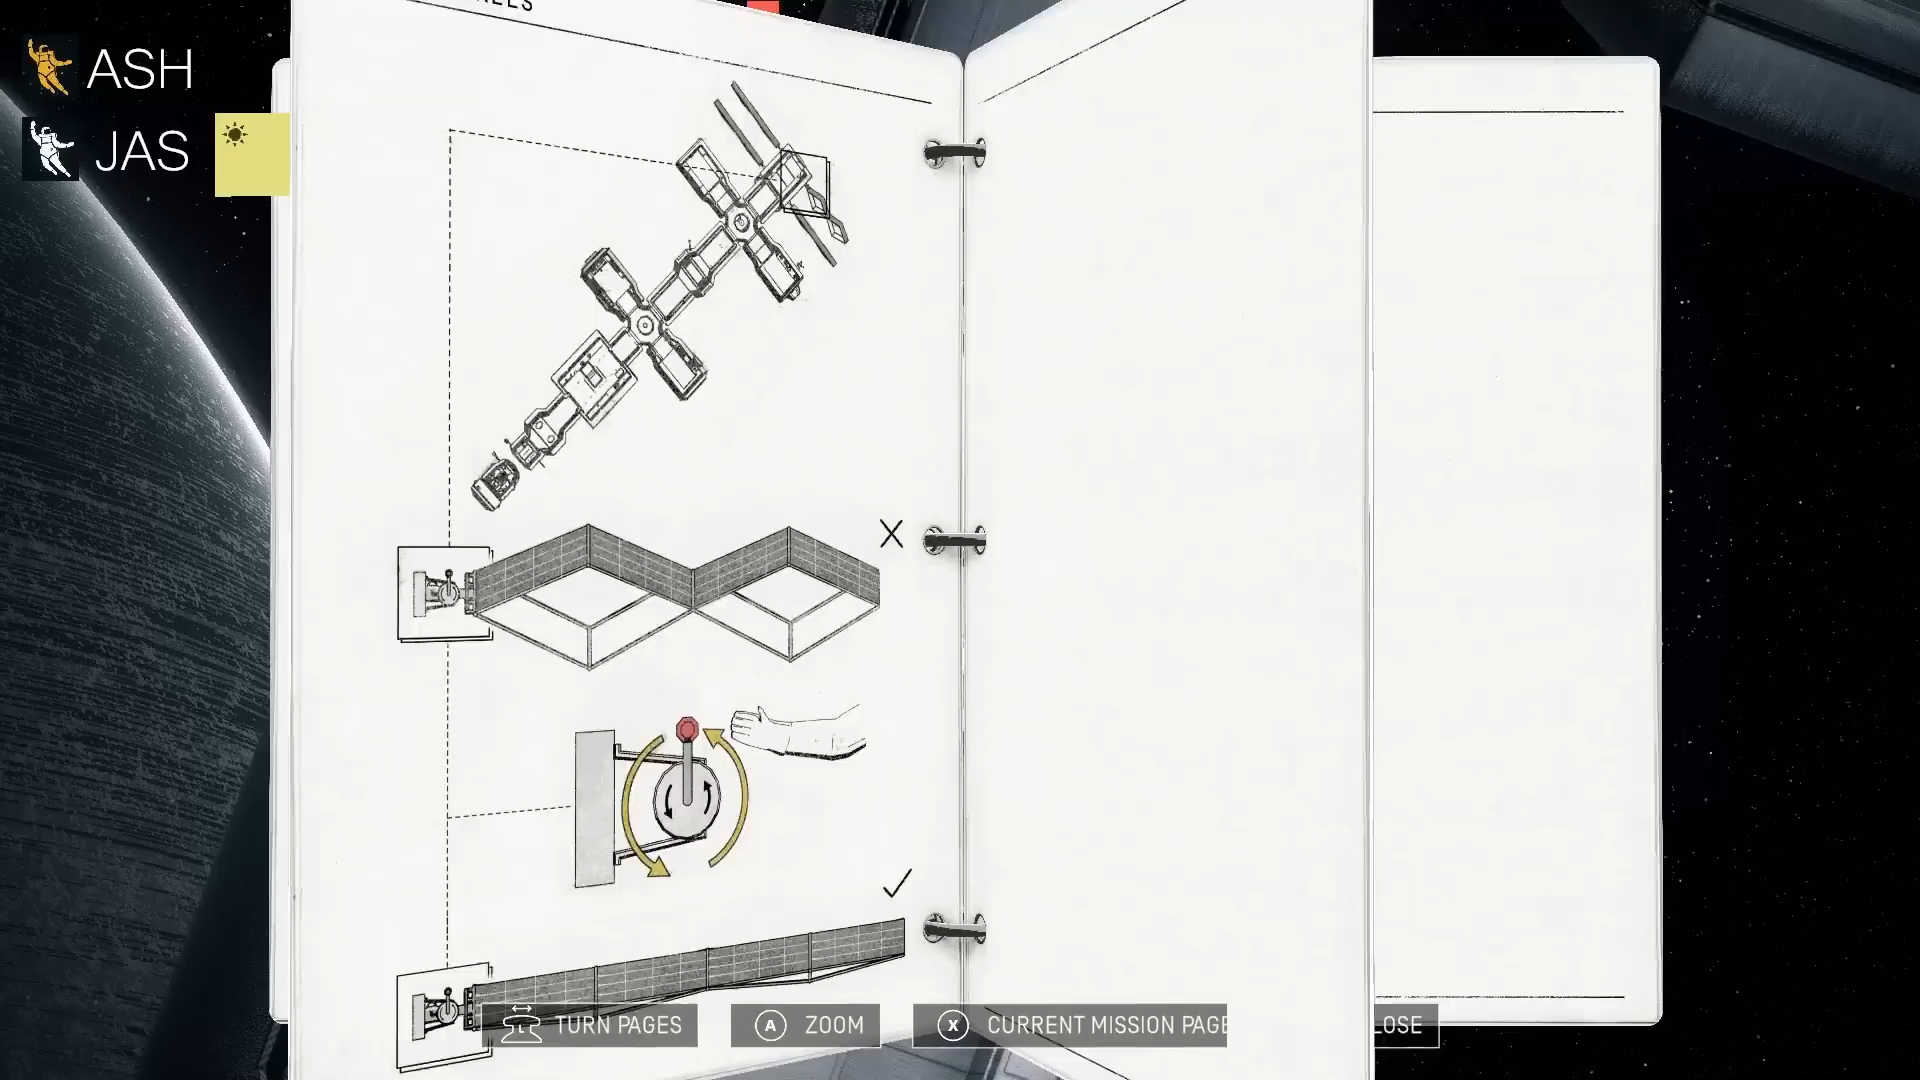 ASH
JAS
L
TURN PAGES
A
ZOOM
X
CURRENT MISSION PAGE
LOSE